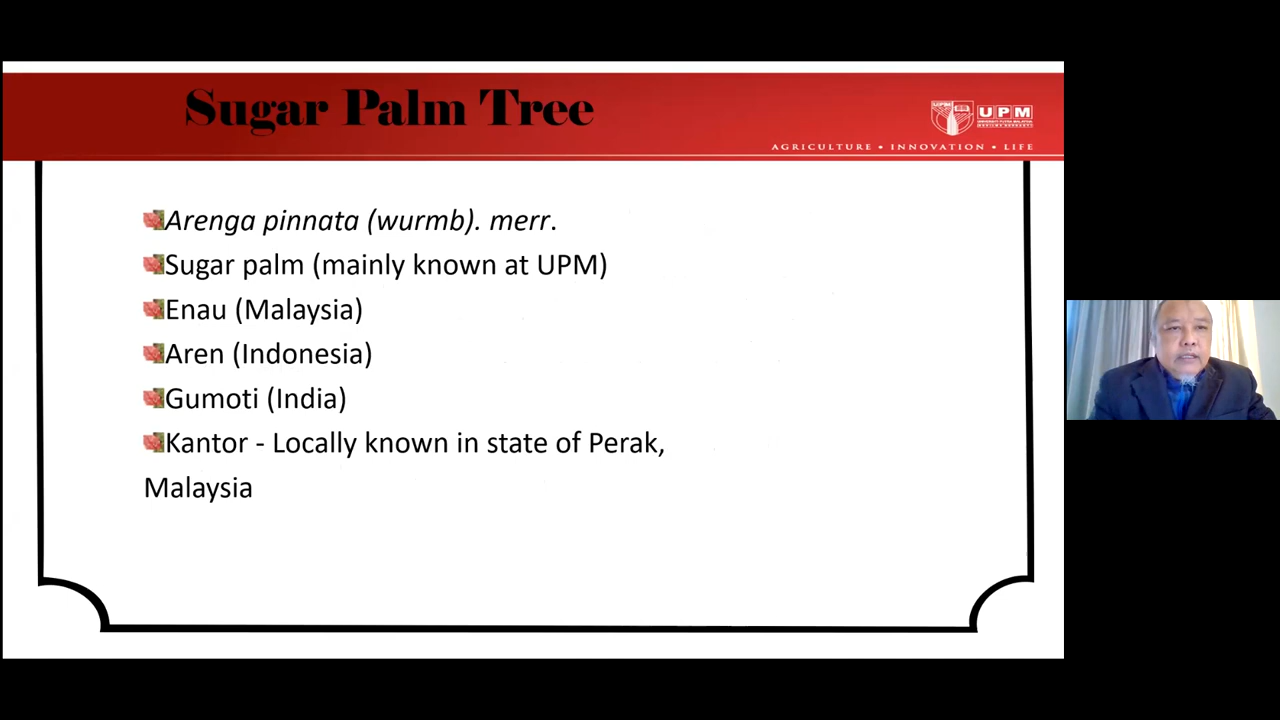 Sugar Palm Tree
UPM
AGRICULTURE • INNOVATION • LIFE
Arenga pinnata (wurmb). merr.
Sugar palm (mainly known at UPM)
Enau (Malaysia)
Aren (Indonesia)
Gumoti (India)
Kantor - Locally known in state of Perak,
Malaysia